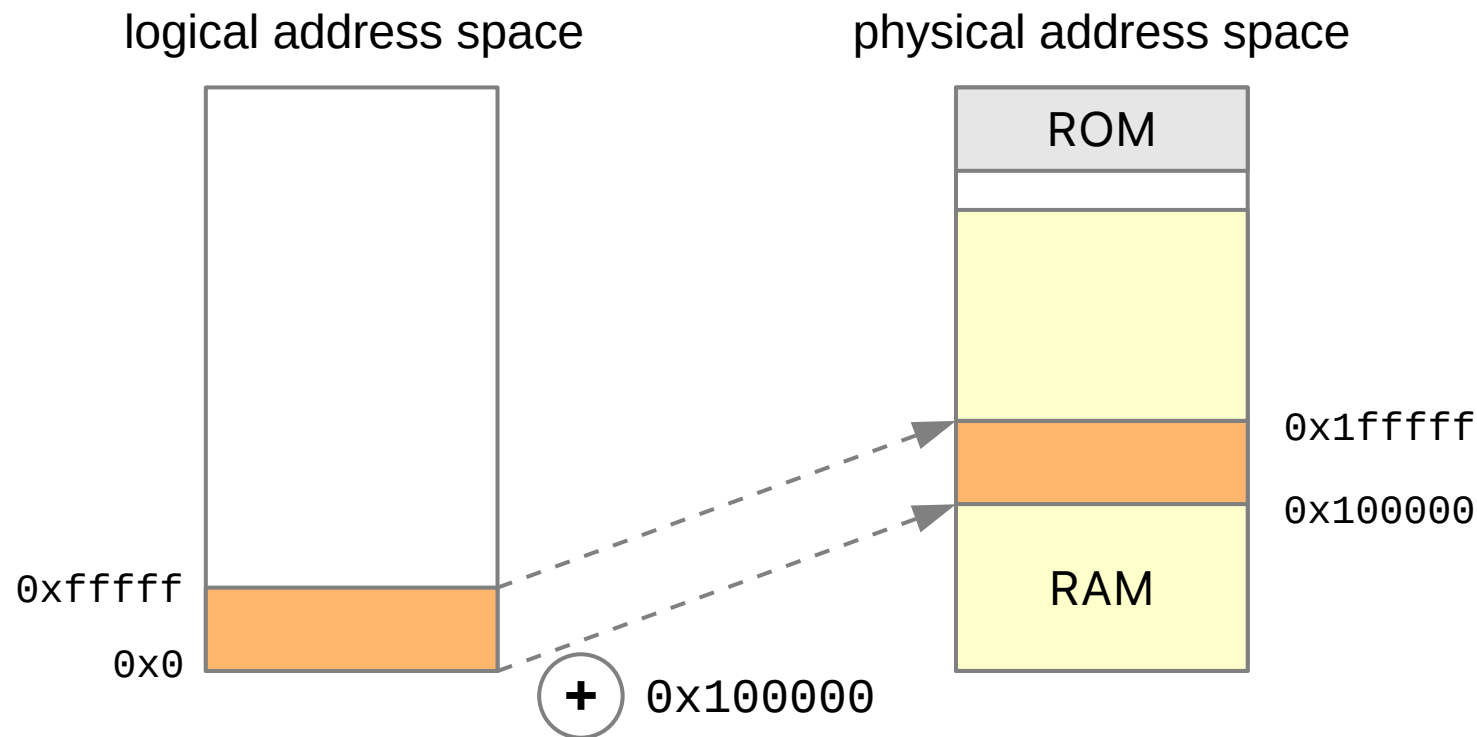 logical address space
physical address space
ROM
0x1fffff
0x100000
0xfffff
RAM
0x0
+ 0x100000